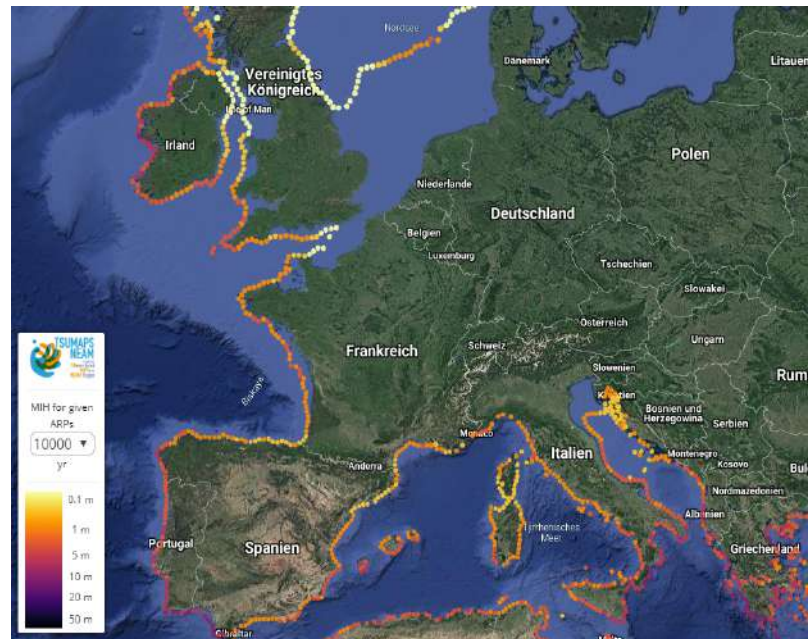 Nordsee
Dänemark
Litauen
Vereinigtes
Königreich
Isle of Man
Irland
Polen
Niederlande
Deutschland
Belgien
Luxemburg
Tschechien
Slowakei
Österreich
Schweiz
Ungarn
Frankreich
Slowenien
Rum
Kroatien
Biskaya
Bosnien und
Herzegowina
Serbien
Monaco
Italien
Andorra
Montenegro
Kosovo
Bul
Nordmazedonien
Albanien
Tyrrhenisches
Meer
Portugal
Spanien
Griechenland
Gibraltar
TSUMAPS
NEAM
MIH for given
ARPs
10000
yr
0.1 m
1 m
5 m
10 m
20 m
50 m